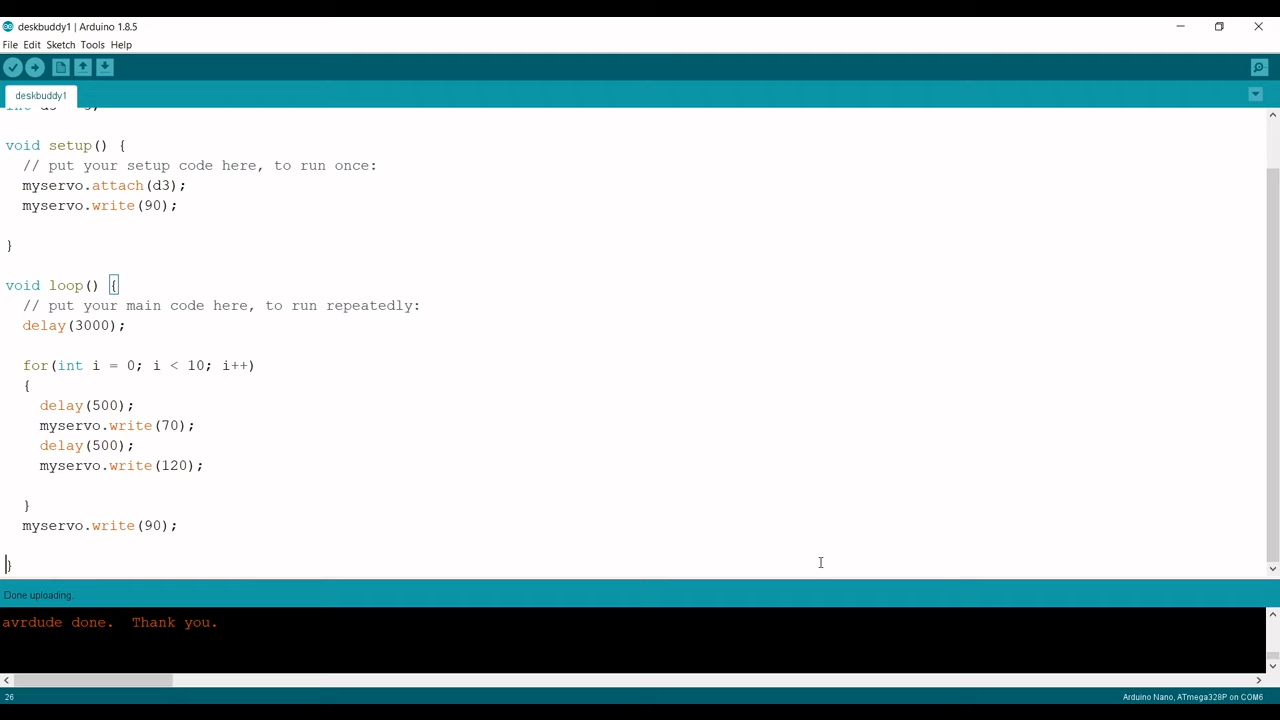 deskbuddy1 | Arduino 1.8.5
File Edit Sketch Tools Help
deskbuddy1
void setup() {
  // put your setup code here, to run once:
  myservo.attach(d3);
  myservo.write(90);
}
void loop() {
  // put your main code here, to run repeatedly:
  delay(3000);
  for(int i = 0; i < 10; i++)
  {
    delay(500);
    myservo.write(70);
    delay(500);
    myservo.write(120);
  }
  myservo.write(90);
}
Done uploading.
avrdude done.  Thank you.
26
Arduino Nano, ATmega328P on COM6